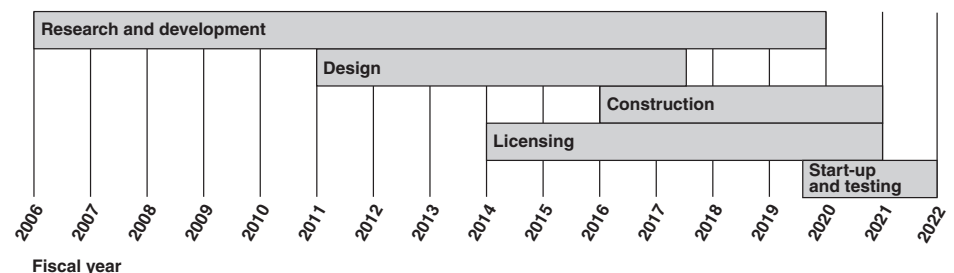 Research and development
Design
Construction
Licensing
Start-up
and testing
2006
2007
2008
2009
2010
2011
2012
2013
2014
2015
2016
2017
2018
2019
2020
2021
2022
Fiscal year